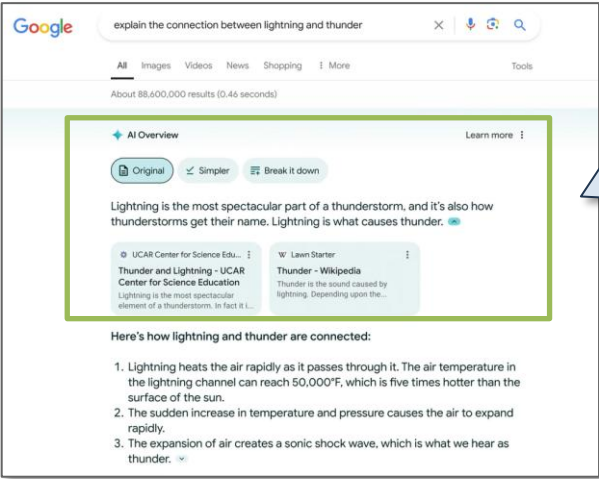 Google
explain the connection between lightning and thunder
All Images Videos News Shopping More Tools
About 88,600,000 results (0.46 seconds)
AI Overview Learn more
Original Simpler Break it down
Lightning is the most spectacular part of a thunderstorm, and it's also how
thunderstorms get their name. Lightning is what causes thunder.
UCAR Center for Science Edu...
Thunder and Lightning - UCAR
Center for Science Education
Lightning is the most spectacular
element of a thunderstorm. In fact it i...
W Lawn Starter
Thunder - Wikipedia
Thunder is the sound caused by
lightning. Depending upon the...
Here's how lightning and thunder are connected:
1. Lightning heats the air rapidly as it passes through it. The air temperature in
the lightning channel can reach 50,000°F, which is five times hotter than the
surface of the sun.
2. The sudden increase in temperature and pressure causes the air to expand
rapidly.
3. The expansion of air creates a sonic shock wave, which is what we hear as
thunder.